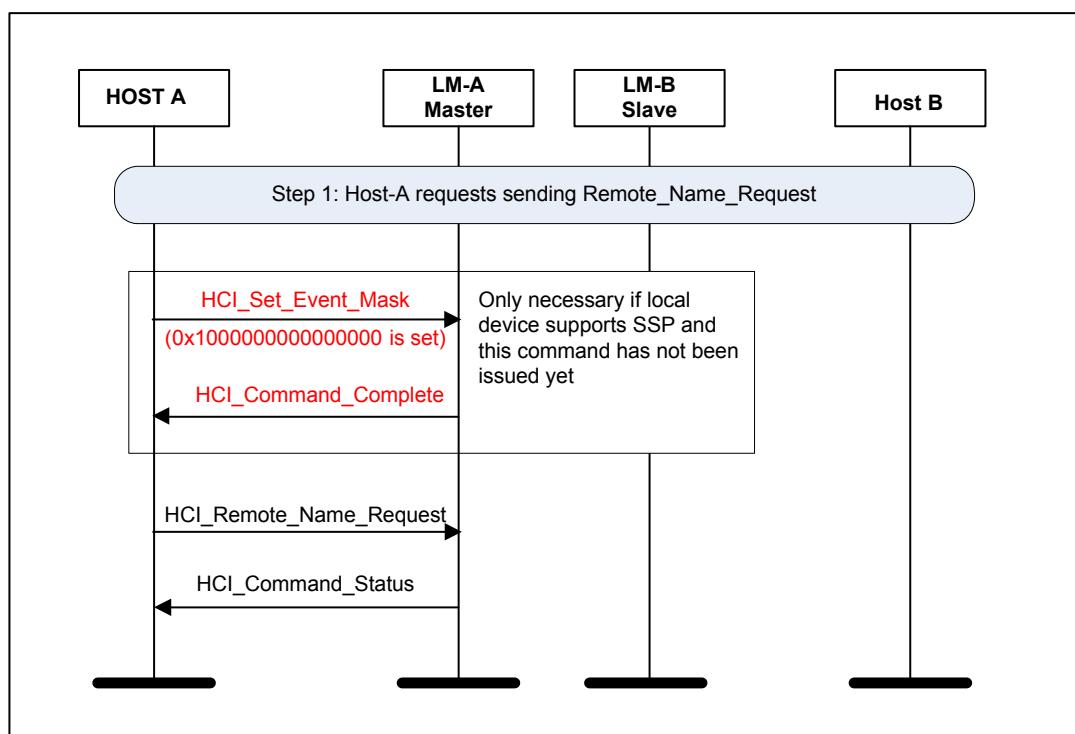 HOST A
LM-A
Master
LM-B
Slave
Host B
Step 1: Host-A requests sending Remote_Name_Request
HCI_Set_Event_Mask
(0x1000000000000000 is set)
Only necessary if local
device supports SSP and
this command has not been
issued yet
HCI_Command_Complete
HCI_Remote_Name_Request
HCI_Command_Status